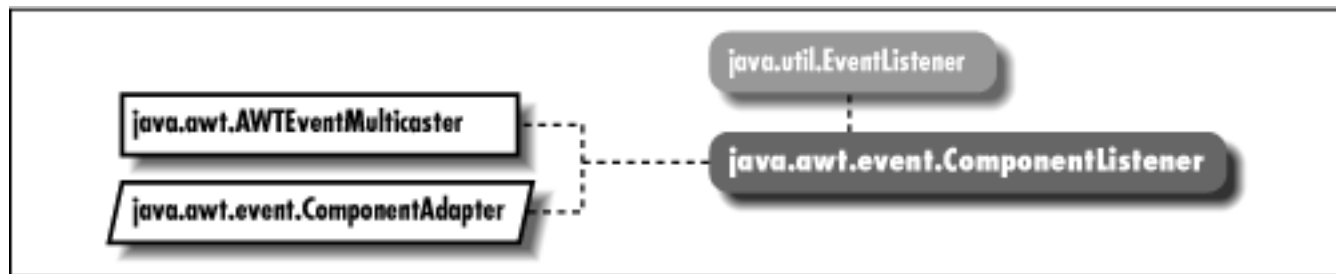 java.util.EventListener
java.awt.AWTEventMulticaster
java.awt.event.ComponentListener
java.awt.event.ComponentAdapter